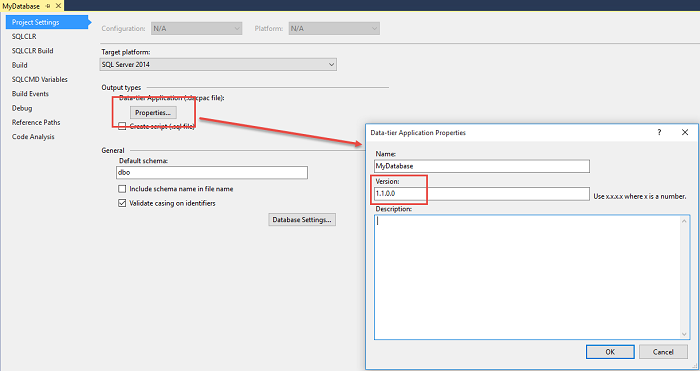 MyDatabase
Project Settings
SQLCLR
SQLCLR Build
Build
SQLCMD Variables
Build Events
Debug
Reference Paths
Code Analysis
Configuration: N/A Platform: N/A
Target platform:
SQL Server 2014
Output types
Data-tier Application (.dacpac file):
Properties...
Create script (.sql file)
General
Default schema:
dbo
Include schema name in file name
Validate casing on identifiers
Database Settings...
Data-tier Application Properties ? ×
Name:
MyDatabase
Version:
1.1.0.0
Use x.x.x.x where x is a number.
Description:
OK Cancel